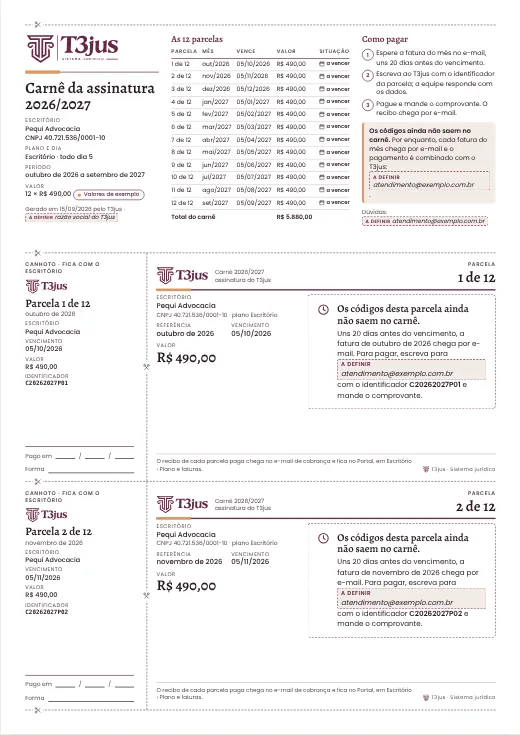 T3jus
SISTEMA JURÍDICO
Carnê da assinatura
2026/2027
ESCRITÓRIO
Pequi Advocacia
CNPJ 40.721.536/0001-10
PLANO E DIA
Escritório · todo dia 5
PERÍODO
outubro de 2026 a setembro de 2027
VALOR
12 × R$ 490,00 Valores de exemplo
Gerado em 15/09/2026 pelo T3jus ·
A DEFINIR razão social do T3jus
As 12 parcelas
PARCELA MÊS VENCE VALOR SITUAÇÃO
1 de 12 out/2026 05/10/2026 R$ 490,00 a vencer
2 de 12 nov/2026 05/11/2026 R$ 490,00 a vencer
3 de 12 dez/2026 05/12/2026 R$ 490,00 a vencer
4 de 12 jan/2027 05/01/2027 R$ 490,00 a vencer
5 de 12 fev/2027 05/02/2027 R$ 490,00 a vencer
6 de 12 mar/2027 05/03/2027 R$ 490,00 a vencer
7 de 12 abr/2027 05/04/2027 R$ 490,00 a vencer
8 de 12 mai/2027 05/05/2027 R$ 490,00 a vencer
9 de 12 jun/2027 05/06/2027 R$ 490,00 a vencer
10 de 12 jul/2027 05/07/2027 R$ 490,00 a vencer
11 de 12 ago/2027 05/08/2027 R$ 490,00 a vencer
12 de 12 set/2027 05/09/2027 R$ 490,00 a vencer
Total do carnê R$ 5.880,00
Como pagar
1 Espere a fatura do mês no e-mail,
uns 20 dias antes do vencimento.
2 Escreva ao T3jus com o identificador
da parcela; a equipe responde com
os dados.
3 Pague e mande o comprovante. O
recibo chega por e-mail.
Os códigos ainda não saem no
carnê. Por enquanto, cada fatura do
mês chega por e-mail e o
pagamento é combinado com o
T3jus:
A DEFINIR
atendimento@exemplo.com.br
.
Dúvidas:
A DEFINIR atendimento@exemplo.com.br
CANHOTO · FICA COM O
ESCRITÓRIO
T3jus
Parcela 1 de 12
outubro de 2026
ESCRITÓRIO
Pequi Advocacia
VENCIMENTO
05/10/2026
VALOR
R$ 490,00
IDENTIFICADOR
C20262027P01
Pago em / /
Forma
T3jus
Carnê 2026/2027
assinatura do T3jus
PARCELA
1 de 12
ESCRITÓRIO
Pequi Advocacia
CNPJ 40.721.536/0001-10 · plano Escritório
REFERÊNCIA VENCIMENTO
outubro de 2026 05/10/2026
VALOR
R$ 490,00
Os códigos desta parcela ainda
não saem no carnê.
Uns 20 dias antes do vencimento, a
fatura de outubro de 2026 chega por e-
mail. Para pagar, escreva para
A DEFINIR
atendimento@exemplo.com.br
com o identificador C20262027P01 e
mande o comprovante.
O recibo de cada parcela paga chega no e-mail de cobrança e fica no Portal, em Escritório
› Plano e faturas.
T3jus · Sistema jurídico
CANHOTO · FICA COM O
ESCRITÓRIO
T3jus
Parcela 2 de 12
novembro de 2026
ESCRITÓRIO
Pequi Advocacia
VENCIMENTO
05/11/2026
VALOR
R$ 490,00
IDENTIFICADOR
C20262027P02
Pago em / /
Forma
T3jus
Carnê 2026/2027
assinatura do T3jus
PARCELA
2 de 12
ESCRITÓRIO
Pequi Advocacia
CNPJ 40.721.536/0001-10 · plano Escritório
REFERÊNCIA VENCIMENTO
novembro de 2026 05/11/2026
VALOR
R$ 490,00
Os códigos desta parcela ainda
não saem no carnê.
Uns 20 dias antes do vencimento, a
fatura de novembro de 2026 chega por
e-mail. Para pagar, escreva para
A DEFINIR
atendimento@exemplo.com.br
com o identificador C20262027P02 e
mande o comprovante.
O recibo de cada parcela paga chega no e-mail de cobrança e fica no Portal, em Escritório
› Plano e faturas.
T3jus · Sistema jurídico